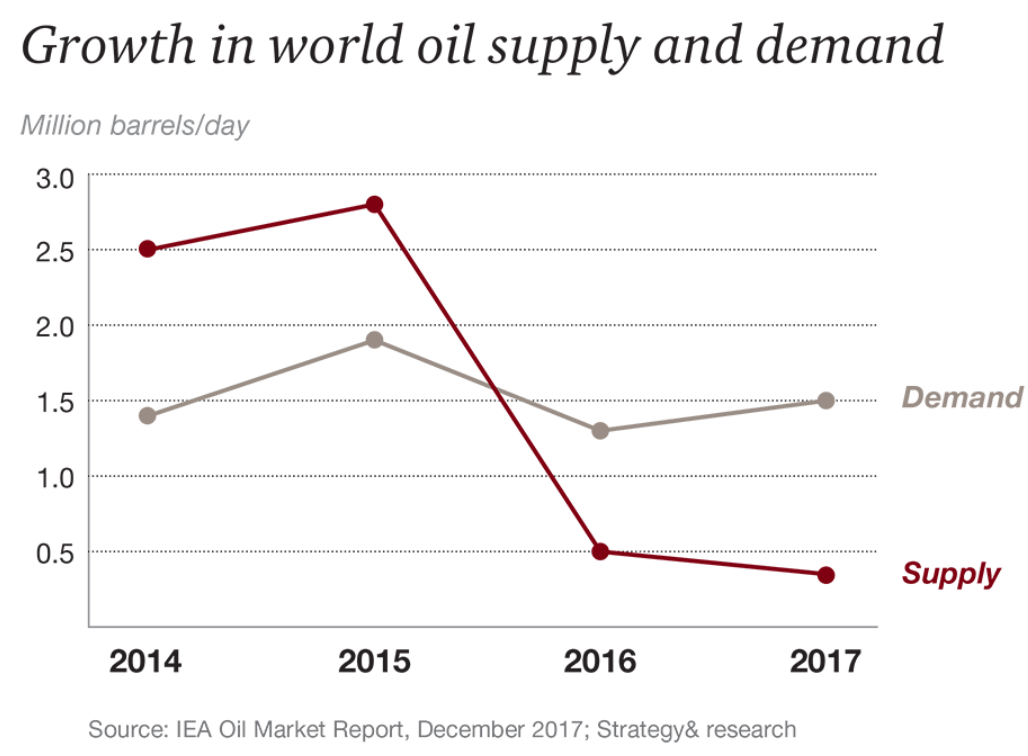 Growth in world oil supply and demand
Million barrels/day
3.0
2.5
2.0
1.5
1.0
0.5
Demand
Supply
2014 2015 2016 2017
Source: IEA Oil Market Report, December 2017; Strategy& research